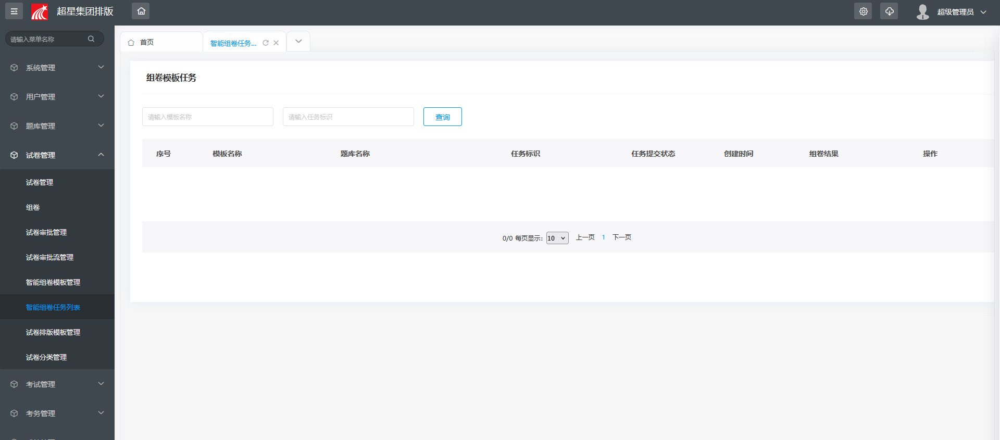 超星集团排版
超级管理员
请输入菜单名称
首页
智能组卷任务...
系统管理
用户管理
题库管理
试卷管理
试卷管理
组卷
试卷审批管理
试卷审批流管理
智能组卷模板管理
智能组卷任务列表
试卷排版模板管理
试卷分类管理
考试管理
考务管理
组卷模板任务
请输入模板名称
请输入任务标识
查询
序号 模板名称 题库名称 任务标识 任务提交状态 创建时间 组卷结果 操作
0/0 每页显示: 10 上一页 1 下一页